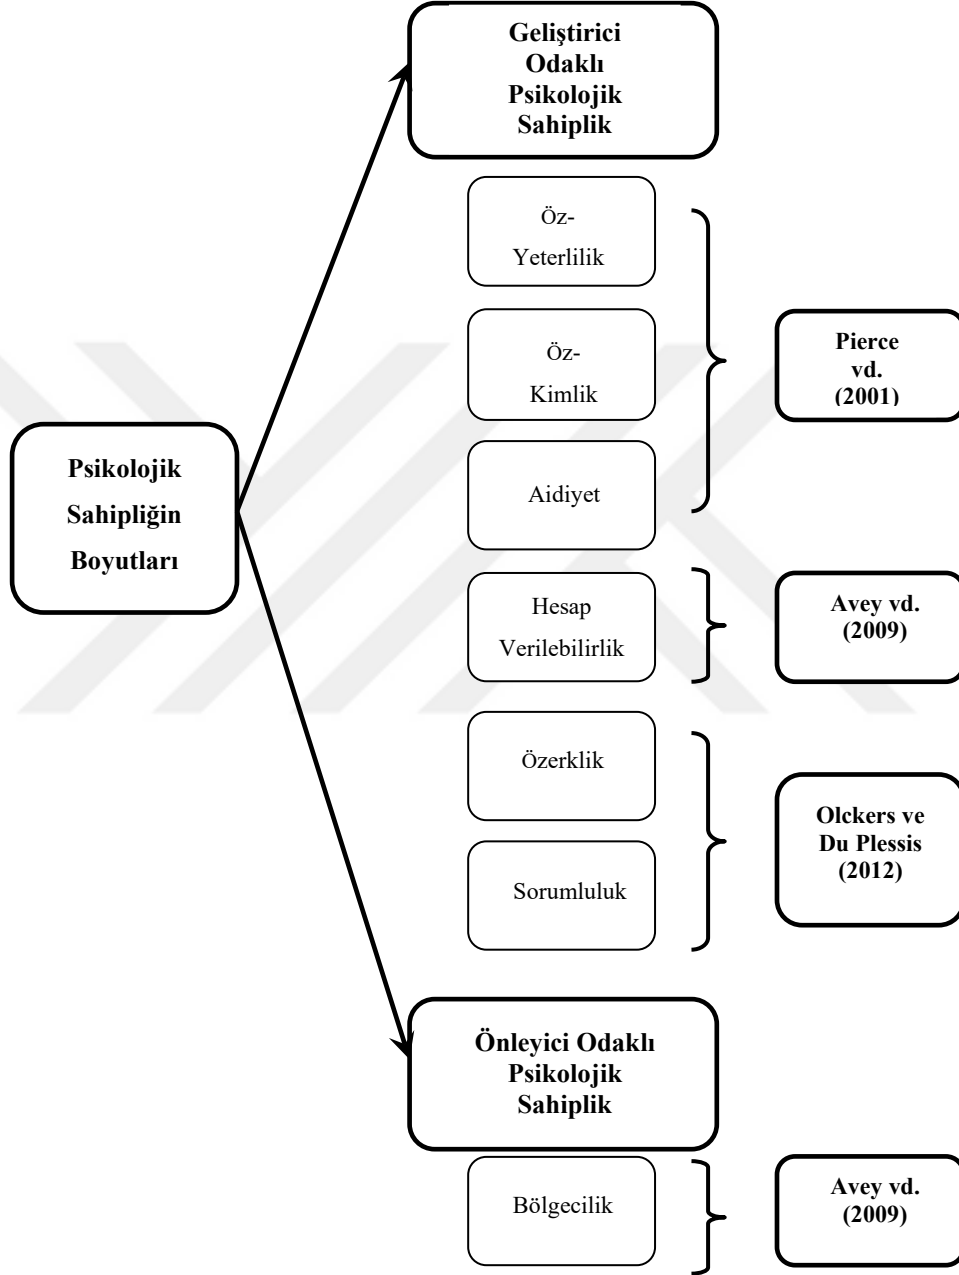 Geliştirici
Odaklı
Psikolojik
Sahiplik
Öz-
Yeterlilik
Öz-
Kimlik
Pierce
vd.
(2001)
Psikolojik
Sahipliğin
Boyutları
Aidiyet
Hesap
Verilebilirlik
Avey vd.
(2009)
Özerklik
Sorumluluk
Olckers ve
Du Plessis
(2012)
Önleyici Odaklı
Psikolojik
Sahiplik
Bölgecilik
Avey vd.
(2009)